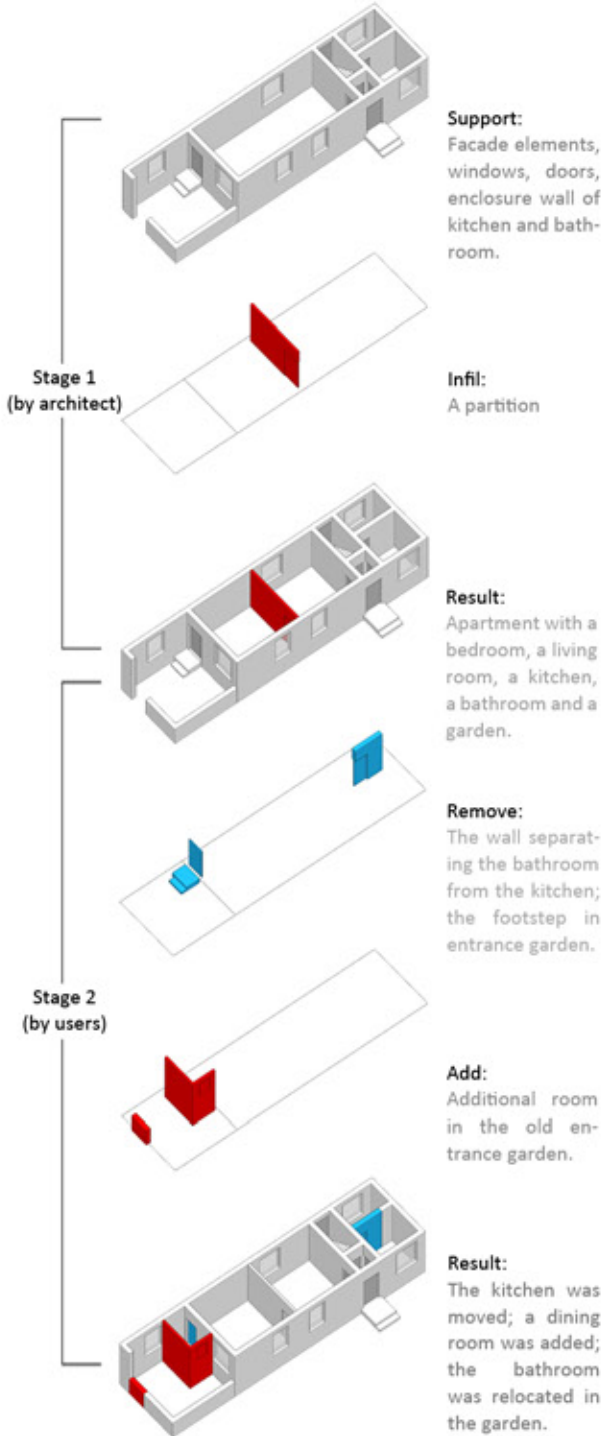 Support:
Facade elements,
windows, doors,
enclosure wall of
kitchen and bath-
room.
Stage 1
(by architect)
Infil:
A partition
Result:
Apartment with a
bedroom, a living
room, a kitchen,
a bathroom and a
garden.
Remove:
The wall separat-
ing the bathroom
from the kitchen;
the footstep in
entrance garden.
Stage 2
(by users)
Add:
Additional room
in the old en-
trance garden.
Result:
The kitchen was
moved; a dining
room was added;
the bathroom
was relocated in
the garden.